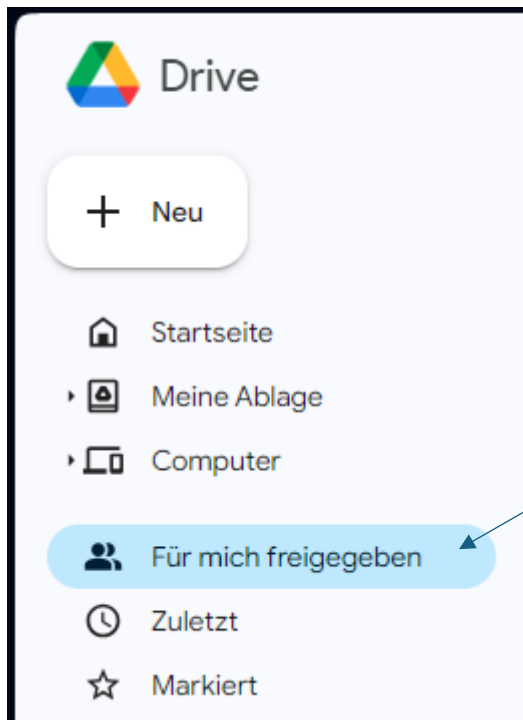 Drive
Neu
Startseite
Meine Ablage
Computer
Für mich freigegeben
Zuletzt
Markiert